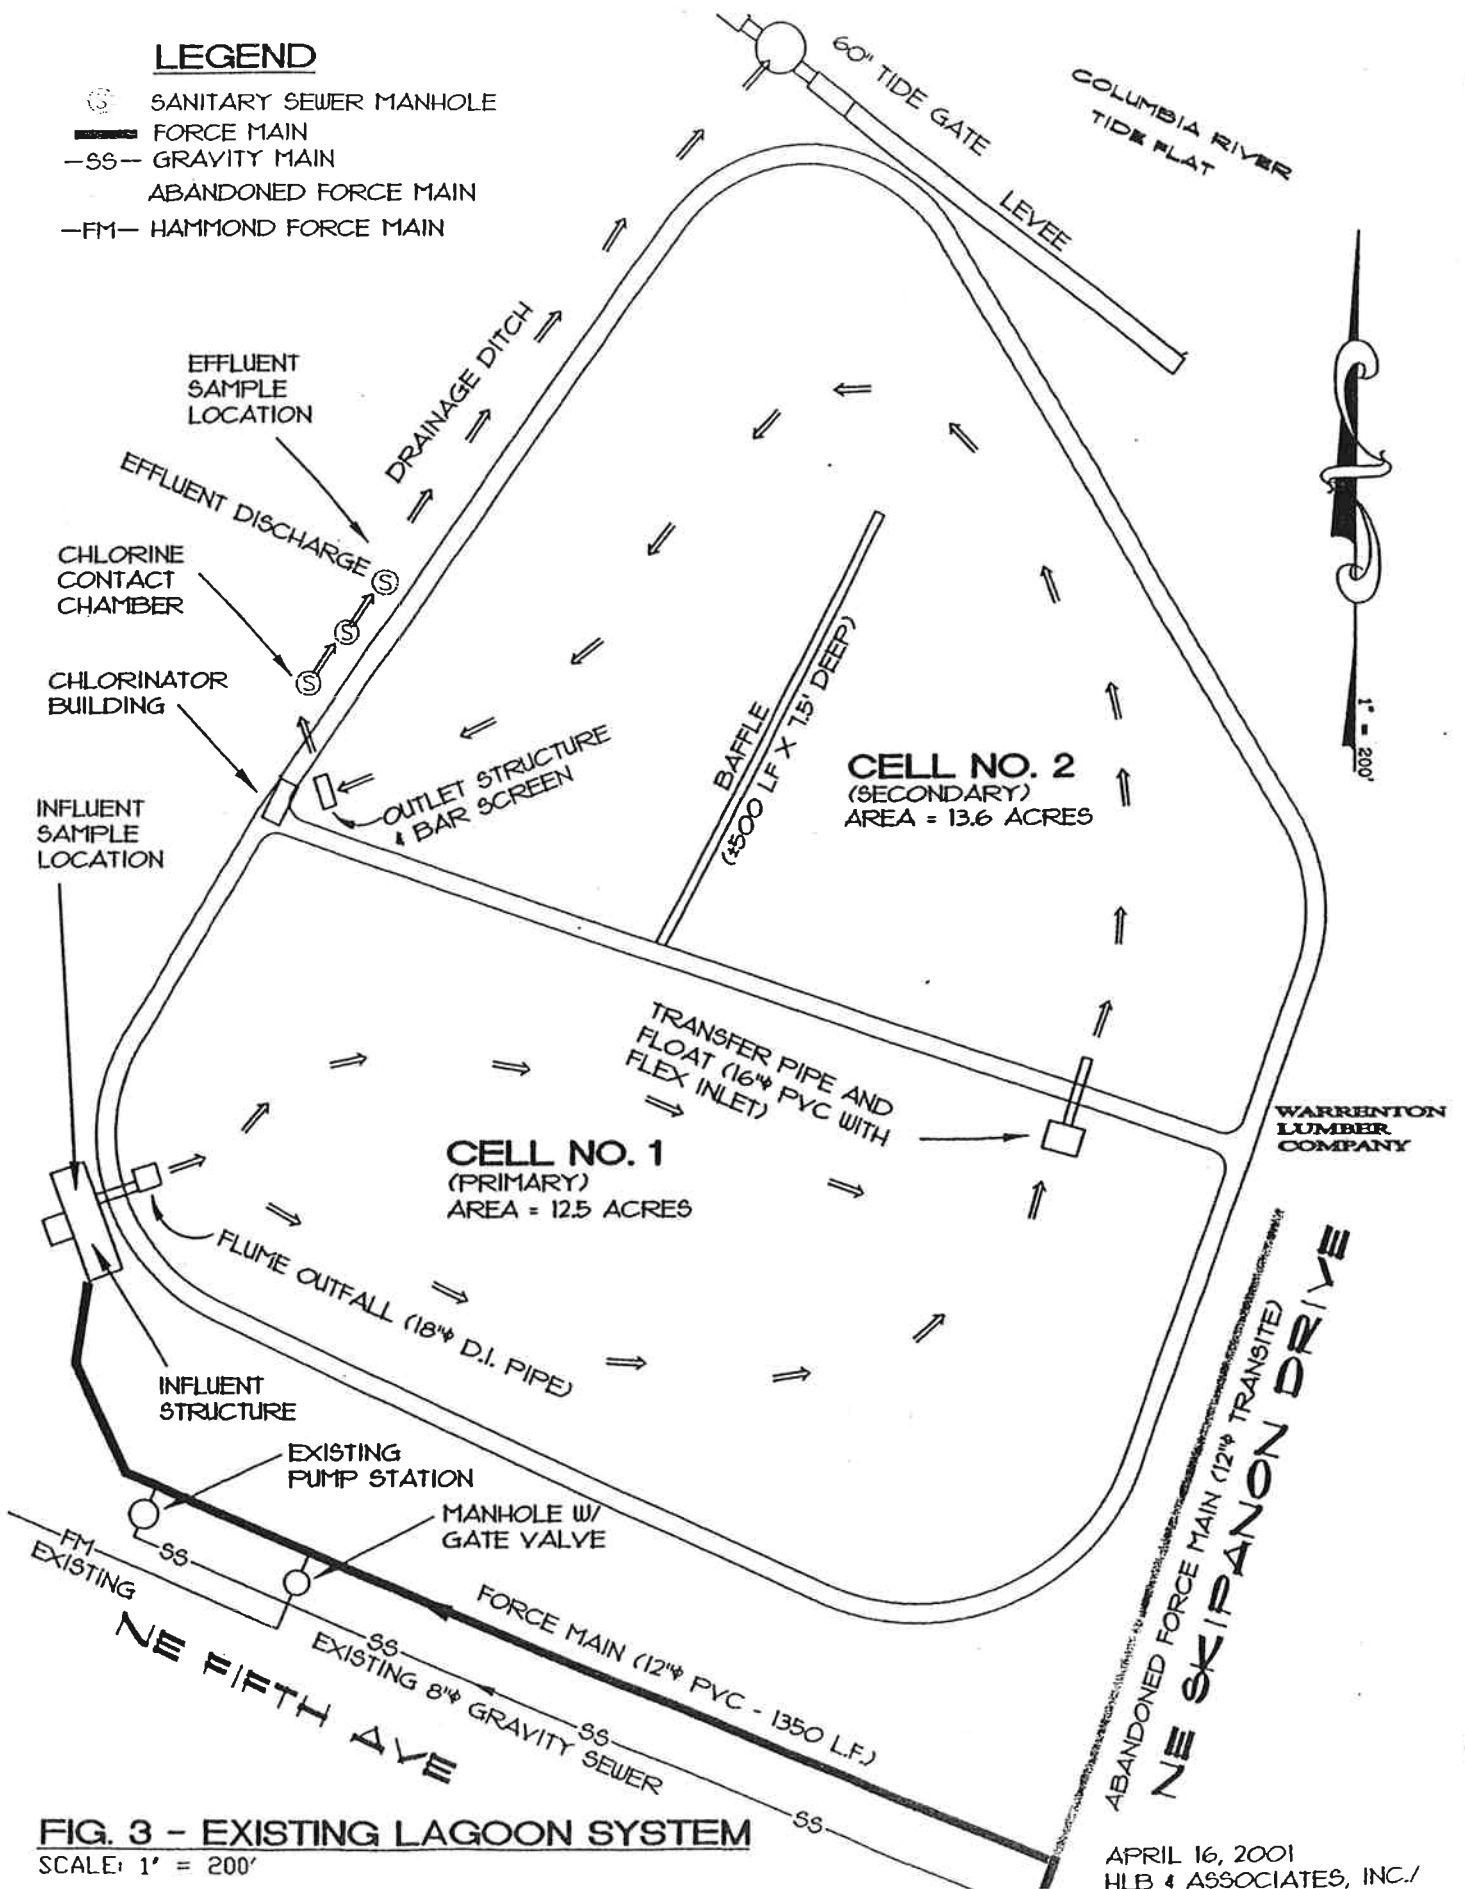 LEGEND
S SANITARY SEWER MANHOLE
FORCE MAIN
-SS- GRAVITY MAIN
ABANDONED FORCE MAIN
-FM- HAMMOND FORCE MAIN
60" TIDE GATE
COLUMBIA RIVER
TIDE FLAT
LEVEE
DRAINAGE DITCH
EFFLUENT
SAMPLE
LOCATION
EFFLUENT DISCHARGE
S
S
S
CHLORINE
CONTACT
CHAMBER
CHLORINATOR
BUILDING
INFLUENT
SAMPLE
LOCATION
OUTLET STRUCTURE
& BAR SCREEN
BAFFLE
(±500 LF X 7.5' DEEP)
CELL NO. 2
(SECONDARY)
AREA = 13.6 ACRES
1" = 200'
TRANSFER PIPE AND
FLOAT (16"φ PVC WITH
FLEX INLET)
WARRENTON
LUMBER
COMPANY
CELL NO. 1
(PRIMARY)
AREA = 12.5 ACRES
FLUME OUTFALL (18"φ D.I. PIPE)
INFLUENT
STRUCTURE
EXISTING
PUMP STATION
MANHOLE W/
GATE VALVE
FM
EXISTING
SS
NE FIFTH AVE
SS
EXISTING 8"φ GRAVITY SEWER
SS
SS
FORCE MAIN (12"φ PVC - 1350 L.F.)
ABANDONED FORCE MAIN (12"φ TRANSITE)
NE SKIPANON DRIVE
FIG. 3 - EXISTING LAGOON SYSTEM
SCALE: 1' = 200'
APRIL 16, 2001
HLB & ASSOCIATES, INC./